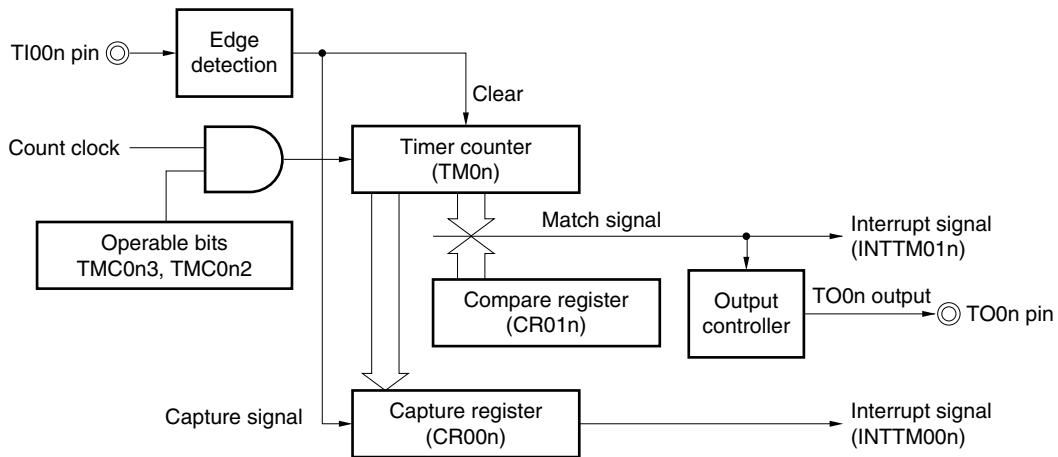 TI00n pin
Edge
detection
Clear
Count clock
Timer counter
(TM0n)
Operable bits
TMC0n3, TMC0n2
Match signal
Interrupt signal
(INTTM01n)
Compare register
(CR01n)
Output
controller
TO0n output
TO0n pin
Capture signal
Capture register
(CR00n)
Interrupt signal
(INTTM00n)